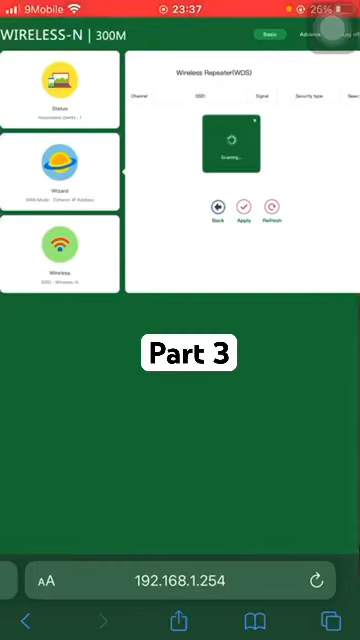 9Mobile
23:37
26%
WIRELESS-N | 300M
Basic
Wireless Repeater(WDS)
Channel
SSID
Signal
Security type
Scanning...
Status
Wizard
Wireless
Back
Apply
Refresh
Part 3
AA
192.168.1.254